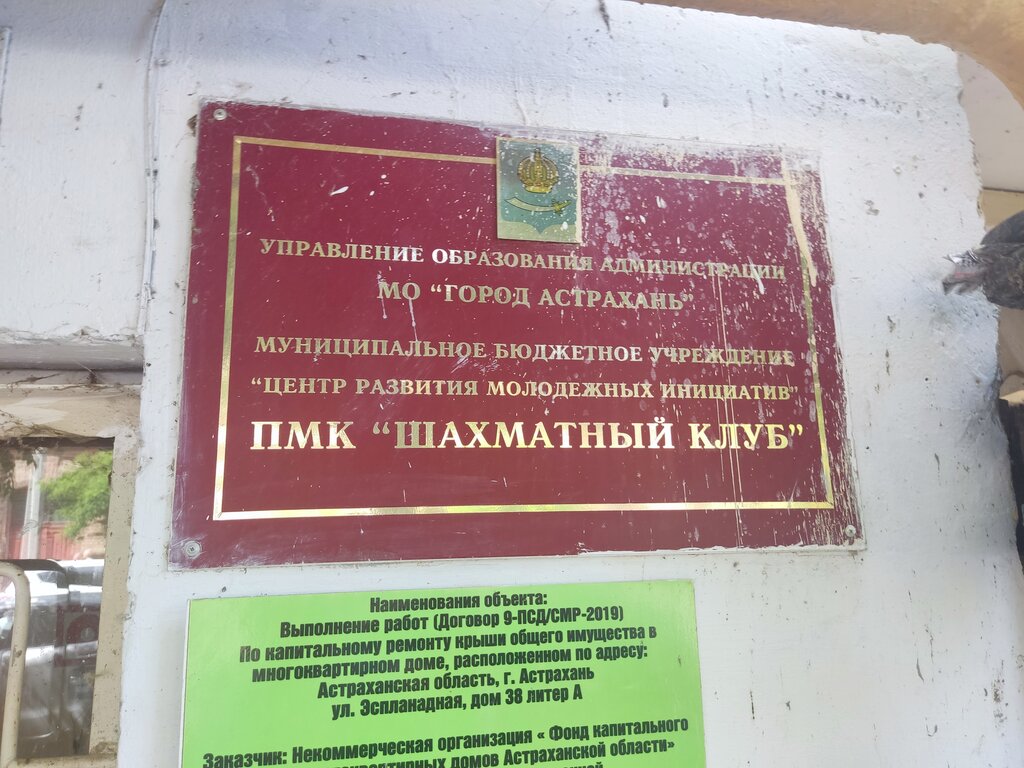 УПРАВЛЕНИЕ ОБРАЗОВАНИЯ АДМИНИСТРАЦИИ
МО "ГОРОД АСТРАХАНЬ"
МУНИЦИПАЛЬНОЕ БЮДЖЕТНОЕ УЧРЕЖДЕНИЕ
"ЦЕНТР РАЗВИТИЯ МОЛОДЕЖНЫХ ИНИЦИАТИВ"
ПМК "ШАХМАТНЫЙ КЛУБ"
Наименования объекта:
Выполнение работ (Договор 9-ПСД/СМР-2019)
По капитальному ремонту крыши общего имущества в
многоквартирном доме, расположенном по адресу:
Астраханская область, г. Астрахань
ул. Эспланадная, дом 38 литер А
Заказчик: Некоммерческая организация « Фонд капитального
домов Астраханской области»